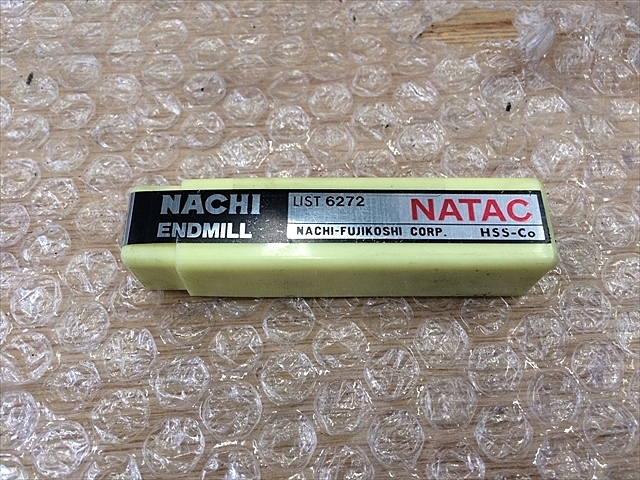 NACHI
ENDMILL
LIST 6272
NATAC
NACHI-FUJIKOSHI CORP. HSS-Co